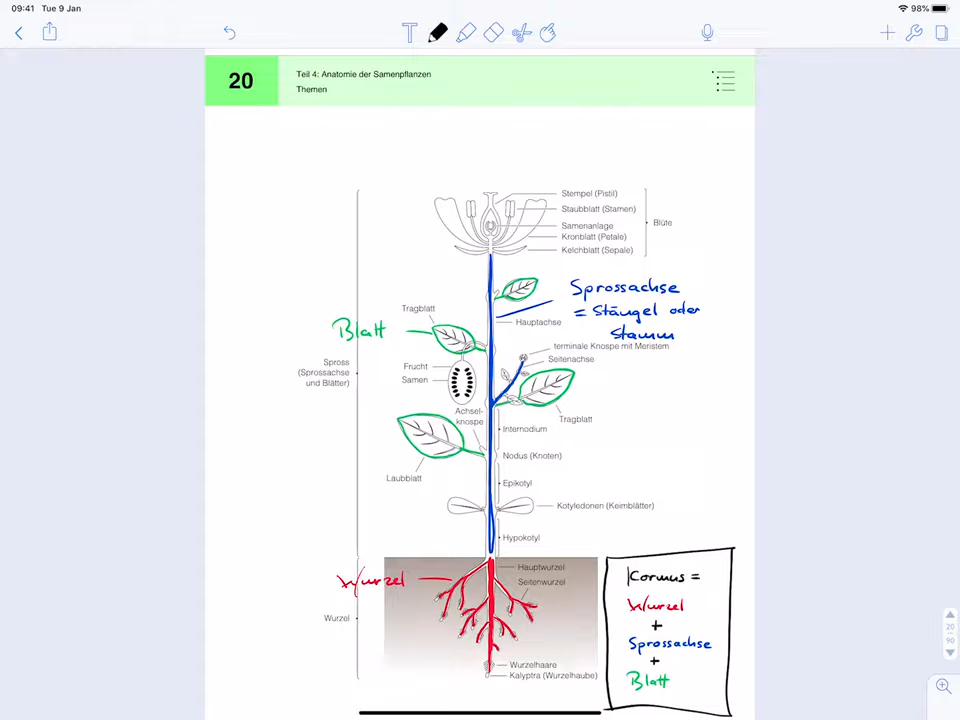 09:41 Tue 9 Jan
98%
T
20
Teil 4: Anatomie der Samenpflanzen
Themen
Stempel (Pistil)
Staubblatt (Stamen)
Samenanlage
Kronblatt (Petale)
Kelchblatt (Sepale)
Blüte
Sprossachse
= Stängel oder
Stamm
Tragblatt
Hauptachse
Blatt
terminale Knospe mit Meristem
Seitenachse
Spross
(Sprossachse
und Blätter)
Frucht
Samen
Achsel-
knospe
Tragblatt
Internodium
Nodus (Knoten)
Laubblatt
Epikotyl
Kotyledonen (Keimblätter)
Hypokotyl
Hauptwurzel
Seitenwurzel
Wurzel
Wurzel
Wurzelhaare
Kalyptra (Wurzelhaube)
Kormus =
Wurzel
+
Sprossachse
+
Blatt
20
90